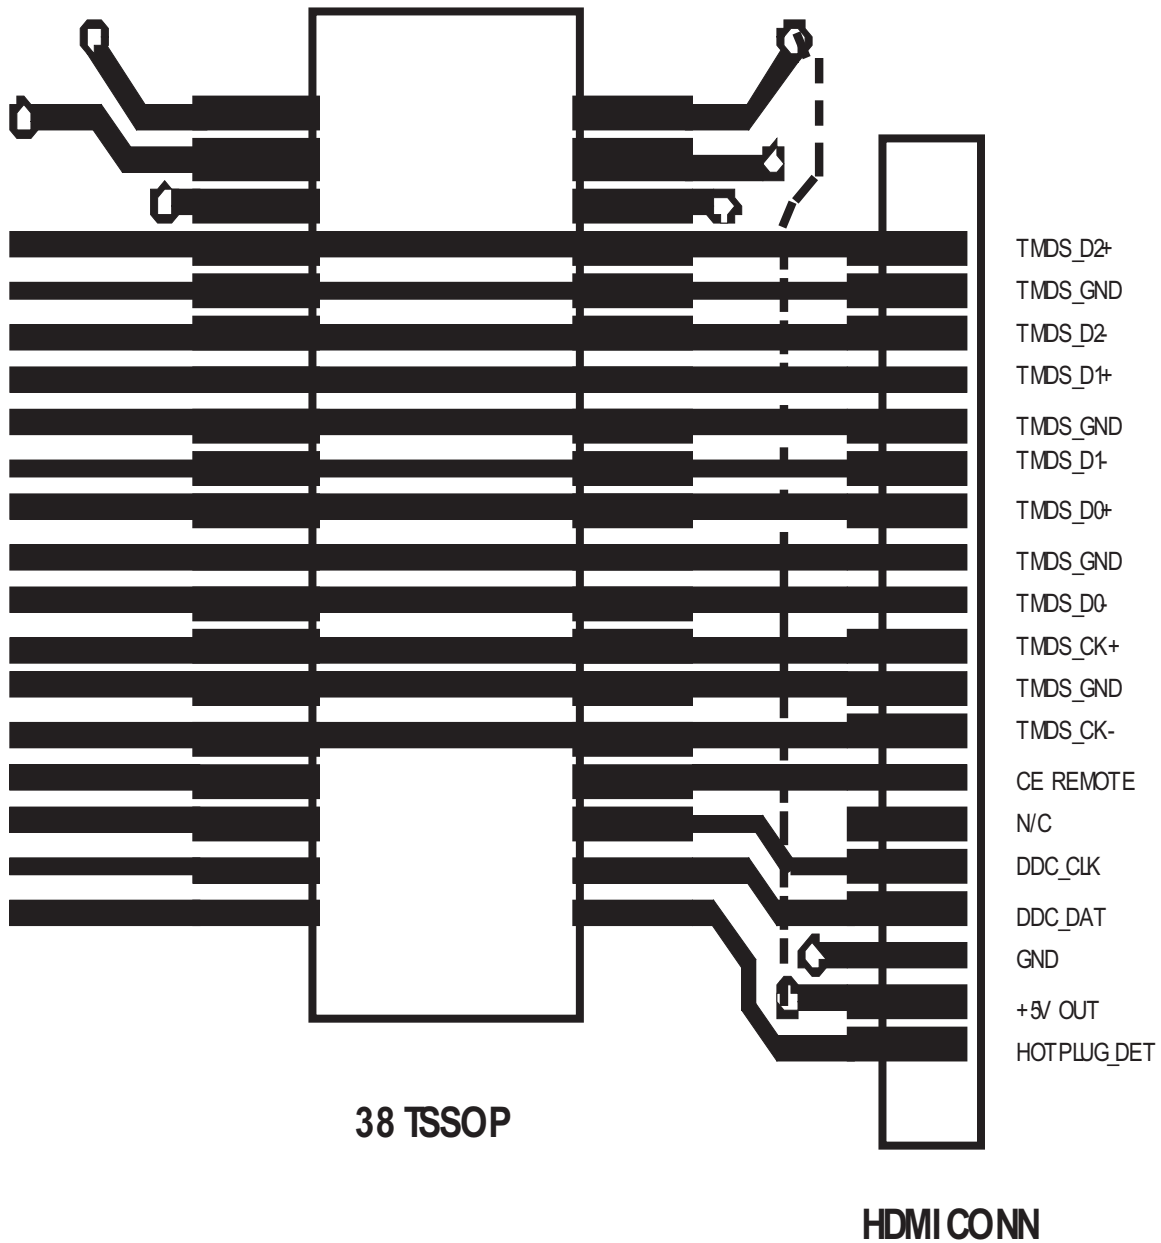 TMDS_D2+
TMDS_GND
TMDS_D2-
TMDS_D1+
TMDS_GND
TMDS_D1-
TMDS_D0+
TMDS_GND
TMDS_D0-
TMDS_CK+
TMDS_GND
TMDS_CK-
CE REMOTE
N/C
DDC_CLK
DDC_DAT
GND
+5V OUT
HOTPLUG_DET
38 TSSOP
HDMI CONN